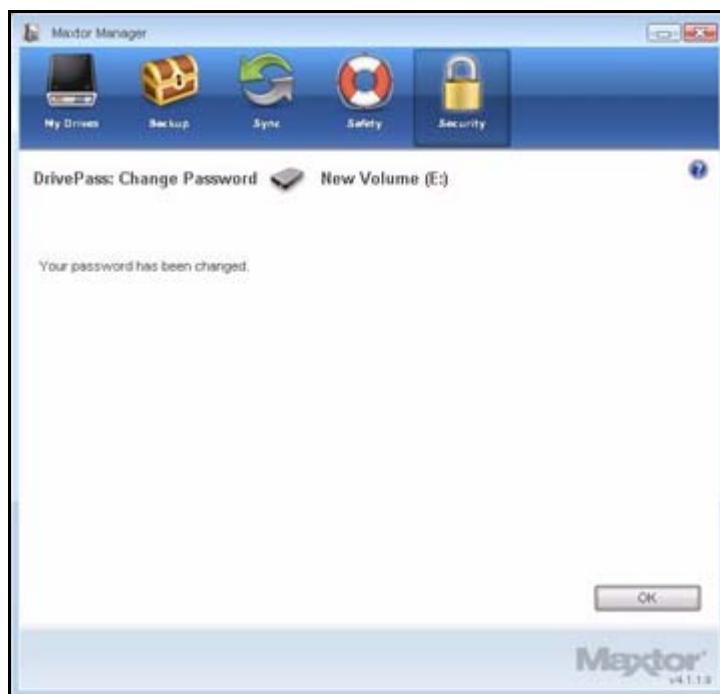 Maxtor Manager
My Drives Backup Sync Safety Security
DrivePass: Change Password New Volume (E:)
Your password has been changed.
OK
Maxtor
v4.1.1.0